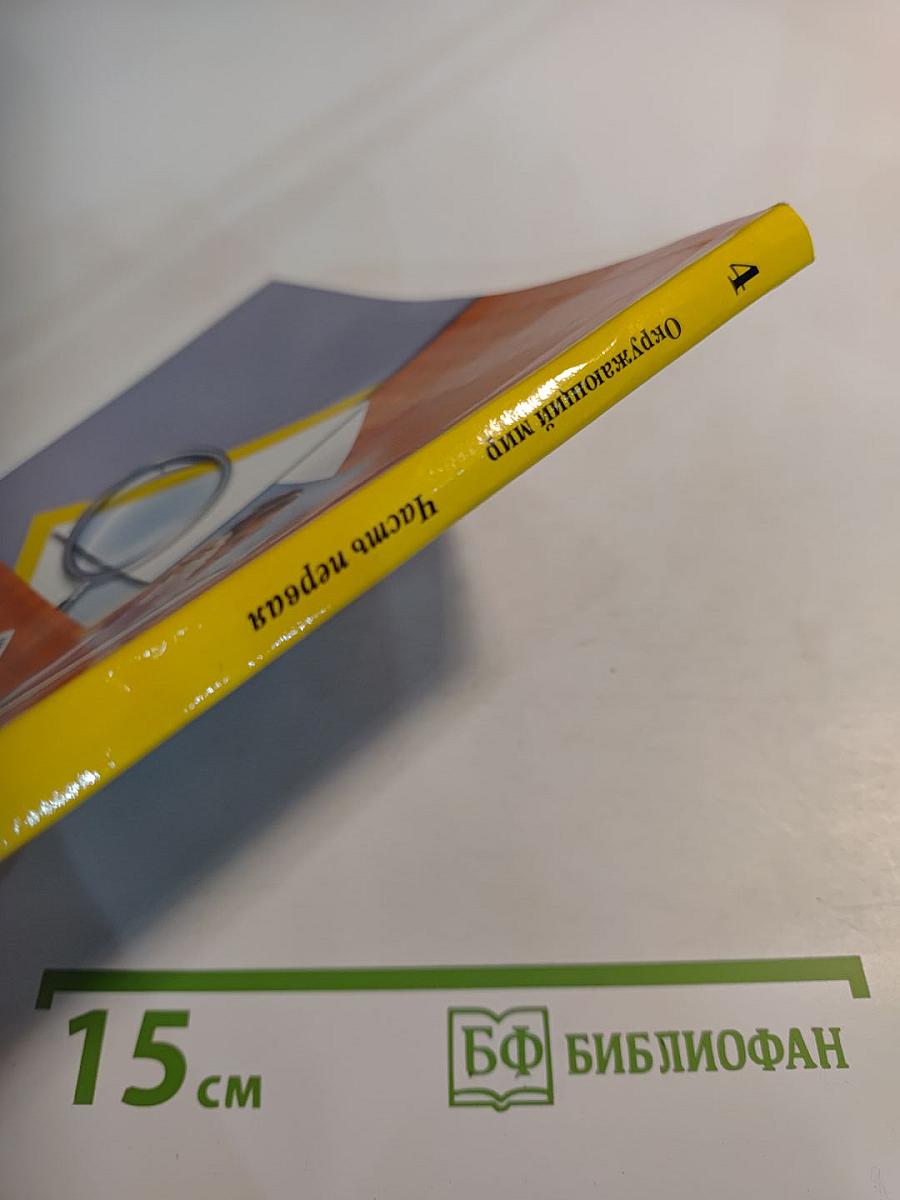 4
Окружающий мир
Часть первая
15 см
БФ БИБЛИОФАН